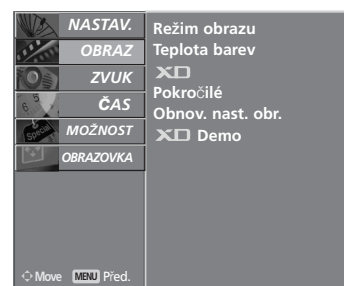 NASTAV.
OBRAZ
ZVUK
ČAS
MOŽNOST
OBRAZOVKA
Režim obrazu
Teplota barev
XD
Pokročilé
Obnov. nast. obr.
XD Demo
Move MENU Před.